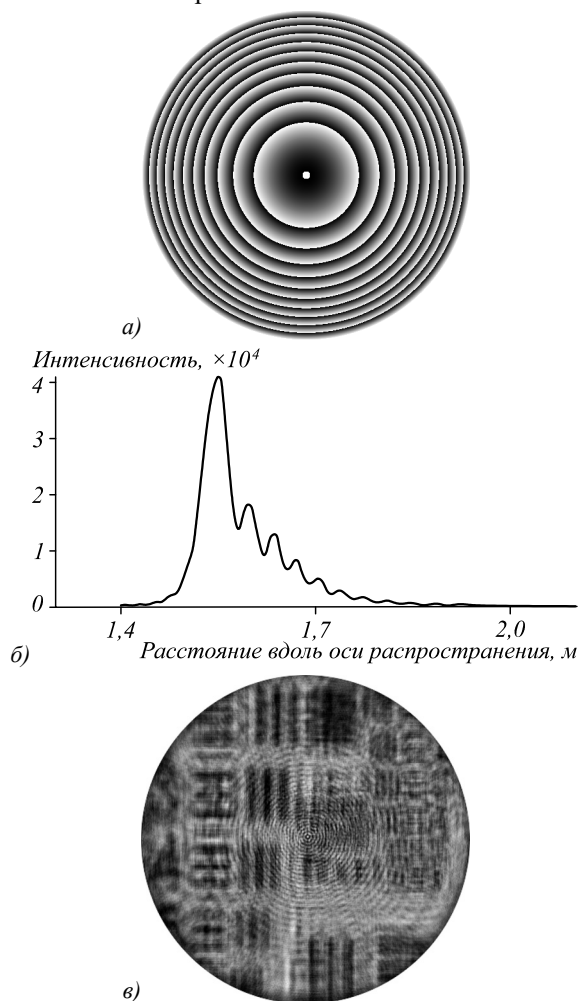 а)
Интенсивность, ×10⁴
4
3
2
1
0
1,4 1,7 2,0
б) Расстояние вдоль оси распространения, м
в)